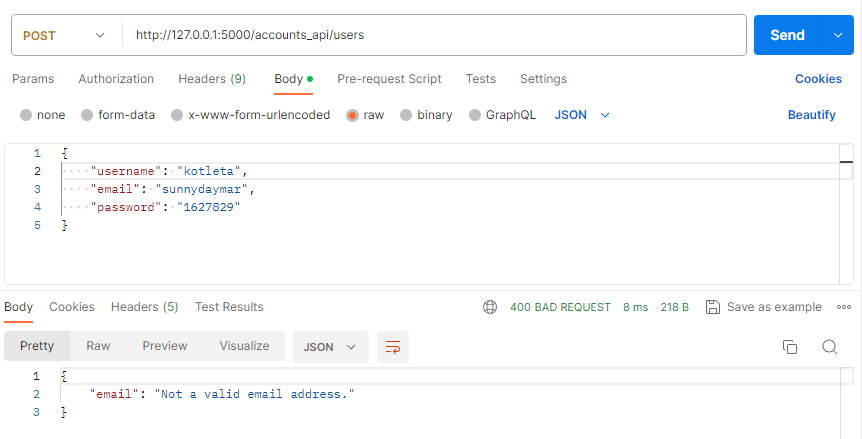 POST http://127.0.0.1:5000/accounts_api/users Send
Params Authorization Headers (9) Body Pre-request Script Tests Settings Cookies
none form-data x-www-form-urlencoded raw binary GraphQL JSON Beautify
1 {
2 "username": "kotleta",
3 "email": "sunnydaymar",
4 "password": "1627829"
5 }
Body Cookies Headers (5) Test Results 400 BAD REQUEST 8 ms 218 B Save as example
Pretty Raw Preview Visualize JSON
1 {
2 "email": "Not a valid email address."
3 }